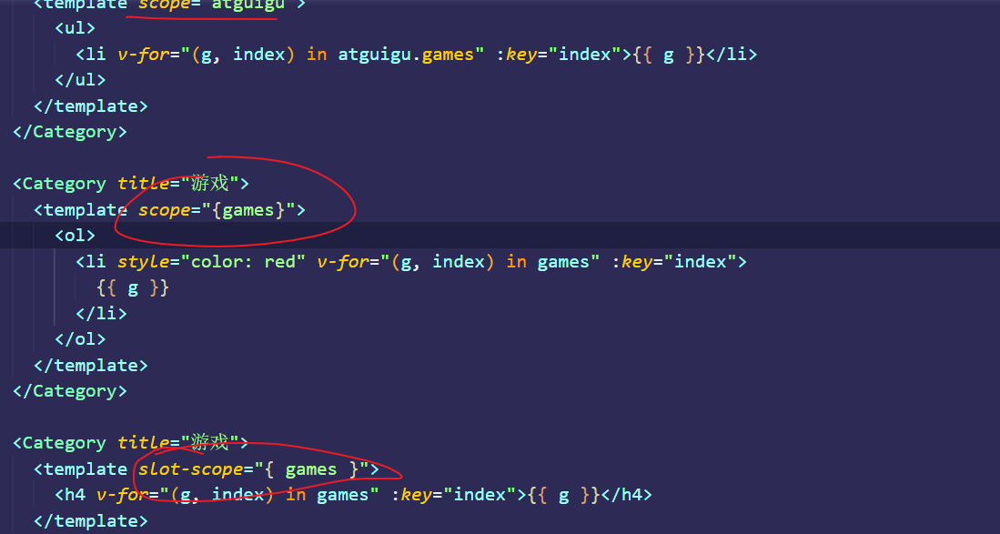 <template scope="atguigu">
<ul>
<li v-for="(g, index) in atguigu.games" :key="index">{{ g }}</li>
</ul>
</template>
</Category>
<Category title="游戏">
<template scope="{games}">
<ol>
<li style="color: red" v-for="(g, index) in games" :key="index">
{{ g }}
</li>
</ol>
</template>
</Category>
<Category title="游戏">
<template slot-scope="{ games }">
<h4 v-for="(g, index) in games" :key="index">{{ g }}</h4>
</template>